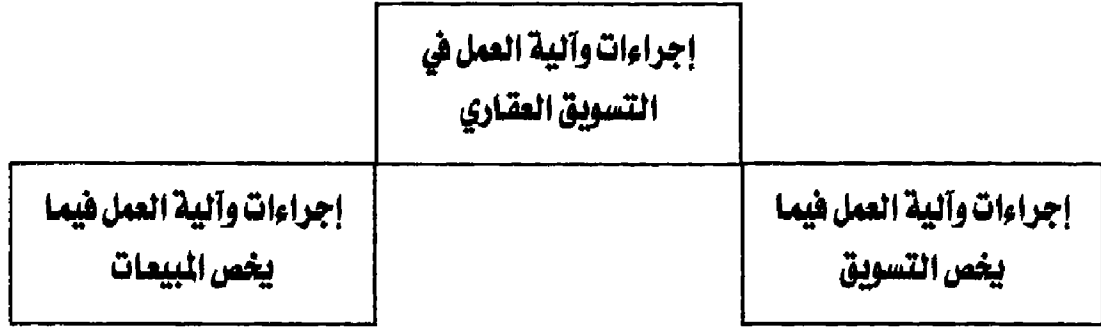 إجراءات وآلية العمل في
التسويق العقاري
إجراءات وآلية العمل فيما
يخص التسويق
إجراءات وآلية العمل فيما
يخص المبيعات